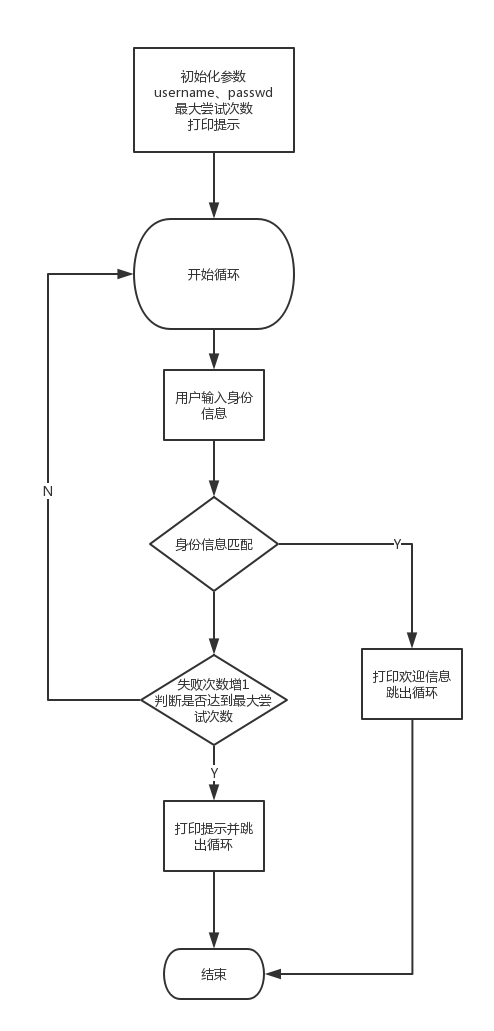 初始化参数
username、passwd
最大尝试次数
打印提示
开始循环
用户输入身份
信息
N
身份信息匹配
Y
失败次数增1
判断是否达到最大尝
试次数
打印欢迎信息
跳出循环
Y
打印提示并跳
出循环
结束